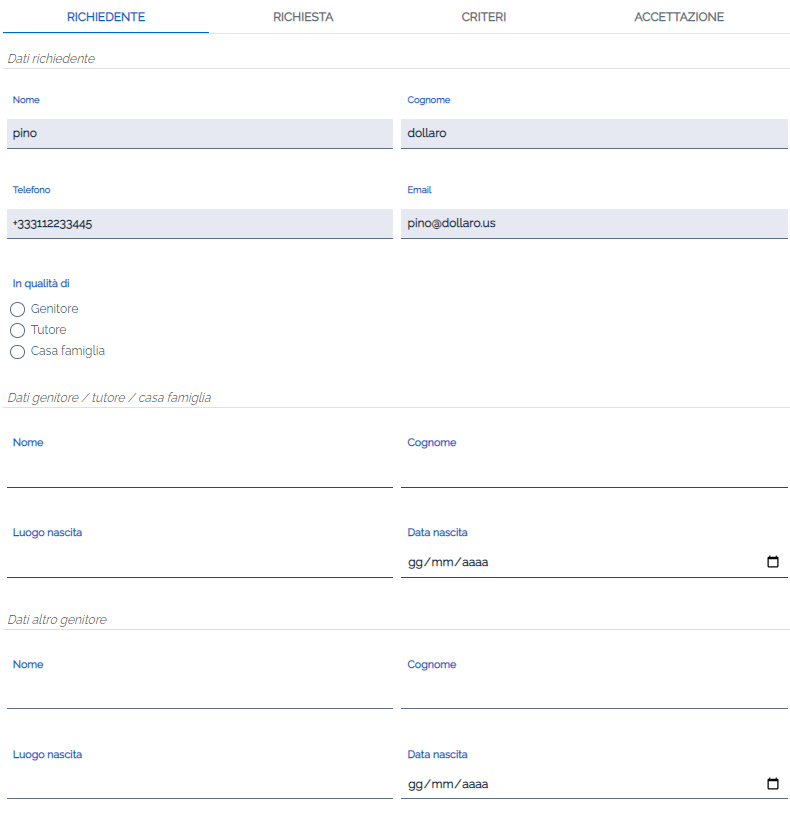 RICHIEDENTE RICHIESTA CRITERI ACCETTAZIONE
Dati richiedente
Nome Cognome
pino dollaro
Telefono Email
+333112233445 pino@dollaro.us
In qualità di
Genitore
Tutore
Casa famiglia
Dati genitore / tutore / casa famiglia
Nome Cognome
Luogo nascita Data nascita
gg/mm/aaaa
Dati altro genitore
Nome Cognome
Luogo nascita Data nascita
gg/mm/aaaa